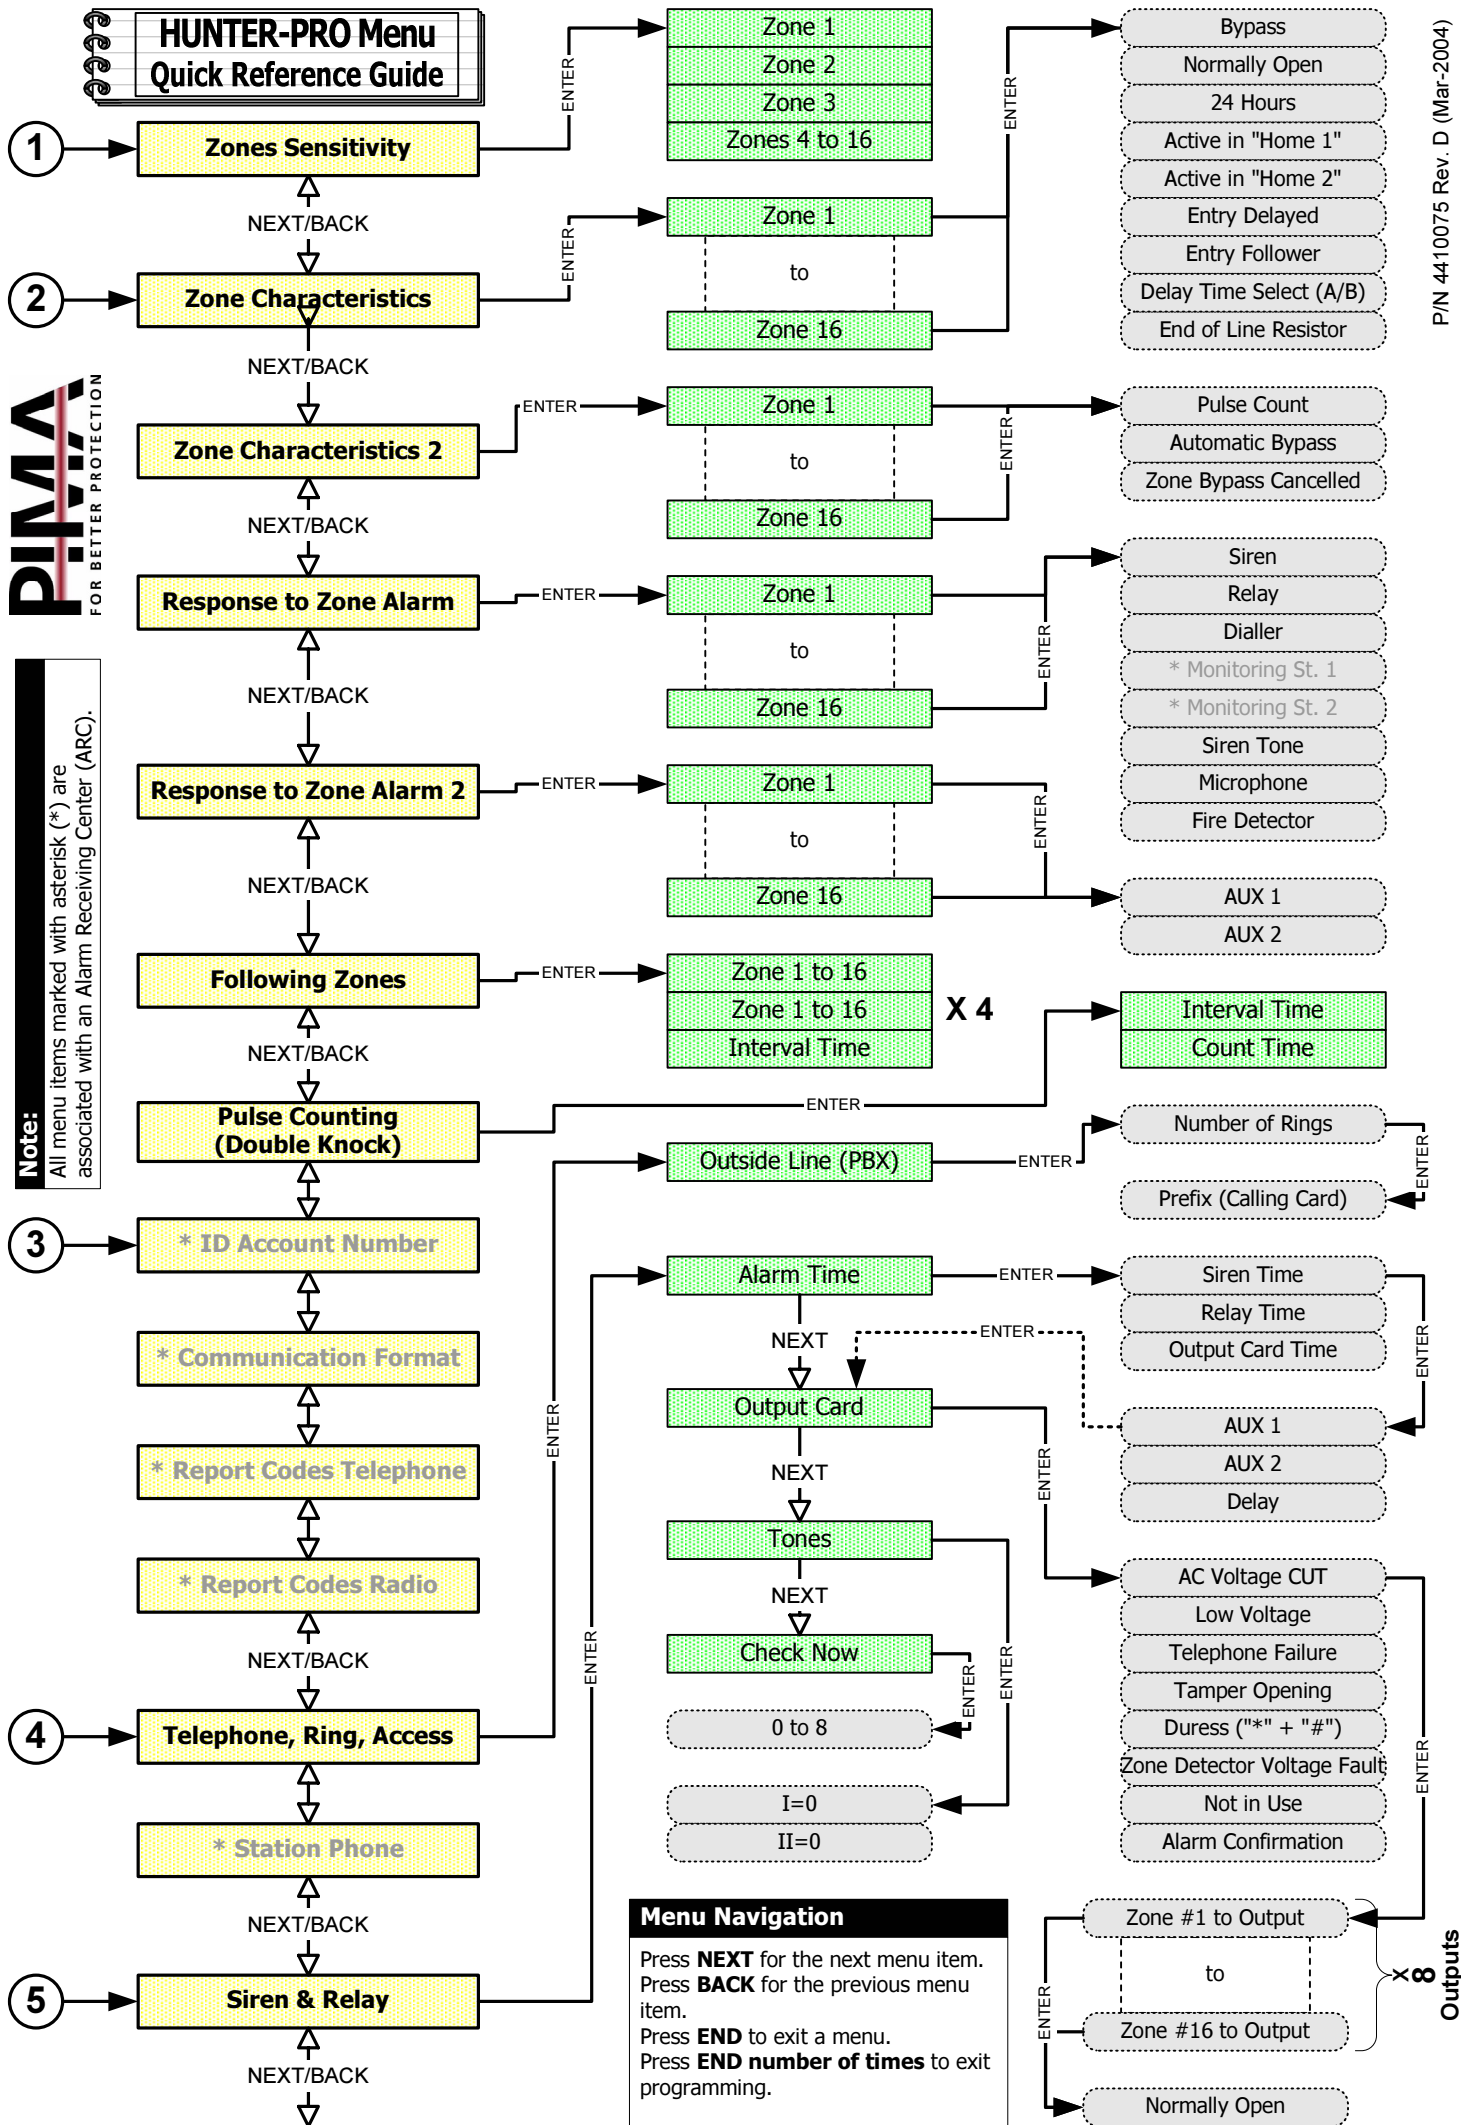 HUNTER-PRO Menu
Quick Reference Guide
P/N 4410075 Rev. D (Mar-2004)
PIMA
FOR BETTER PROTECTION
Note:
All menu items marked with asterisk (*) are
associated with an Alarm Receiving Center (ARC).
1
Zones Sensitivity
ENTER
Zone 1
Zone 2
Zone 3
Zones 4 to 16
NEXT/BACK
2
Zone Characteristics
ENTER
Zone 1
to
Zone 16
ENTER
Bypass
Normally Open
24 Hours
Active in "Home 1"
Active in "Home 2"
Entry Delayed
Entry Follower
Delay Time Select (A/B)
End of Line Resistor
NEXT/BACK
Zone Characteristics 2
ENTER
Zone 1
to
Zone 16
ENTER
Pulse Count
Automatic Bypass
Zone Bypass Cancelled
NEXT/BACK
Response to Zone Alarm
ENTER
Zone 1
to
Zone 16
ENTER
Siren
Relay
Dialler
* Monitoring St. 1
* Monitoring St. 2
Siren Tone
Microphone
Fire Detector
NEXT/BACK
Response to Zone Alarm 2
ENTER
Zone 1
to
Zone 16
ENTER
AUX 1
AUX 2
NEXT/BACK
Following Zones
ENTER
Zone 1 to 16
Zone 1 to 16
Interval Time
X 4
NEXT/BACK
Pulse Counting
(Double Knock)
ENTER
Interval Time
Count Time
3
* ID Account Number
* Communication Format
* Report Codes Telephone
* Report Codes Radio
NEXT/BACK
4
Telephone, Ring, Access
ENTER
Outside Line (PBX)
ENTER
Number of Rings
ENTER
Prefix (Calling Card)
* Station Phone
NEXT/BACK
5
Siren & Relay
ENTER
Alarm Time
ENTER
Siren Time
Relay Time
Output Card Time
ENTER
AUX 1
AUX 2
Delay
ENTER
NEXT
Output Card
ENTER
AC Voltage CUT
Low Voltage
Telephone Failure
Tamper Opening
Duress ("*" + "#")
Zone Detector Voltage Fault
Not in Use
Alarm Confirmation
ENTER
Zone #1 to Output
to
Zone #16 to Output
X 8
Outputs
ENTER
Normally Open
NEXT
Tones
ENTER
I=0
II=0
NEXT
Check Now
ENTER
0 to 8
NEXT/BACK
Menu Navigation
Press NEXT for the next menu item.
Press BACK for the previous menu
item.
Press END to exit a menu.
Press END number of times to exit
programming.